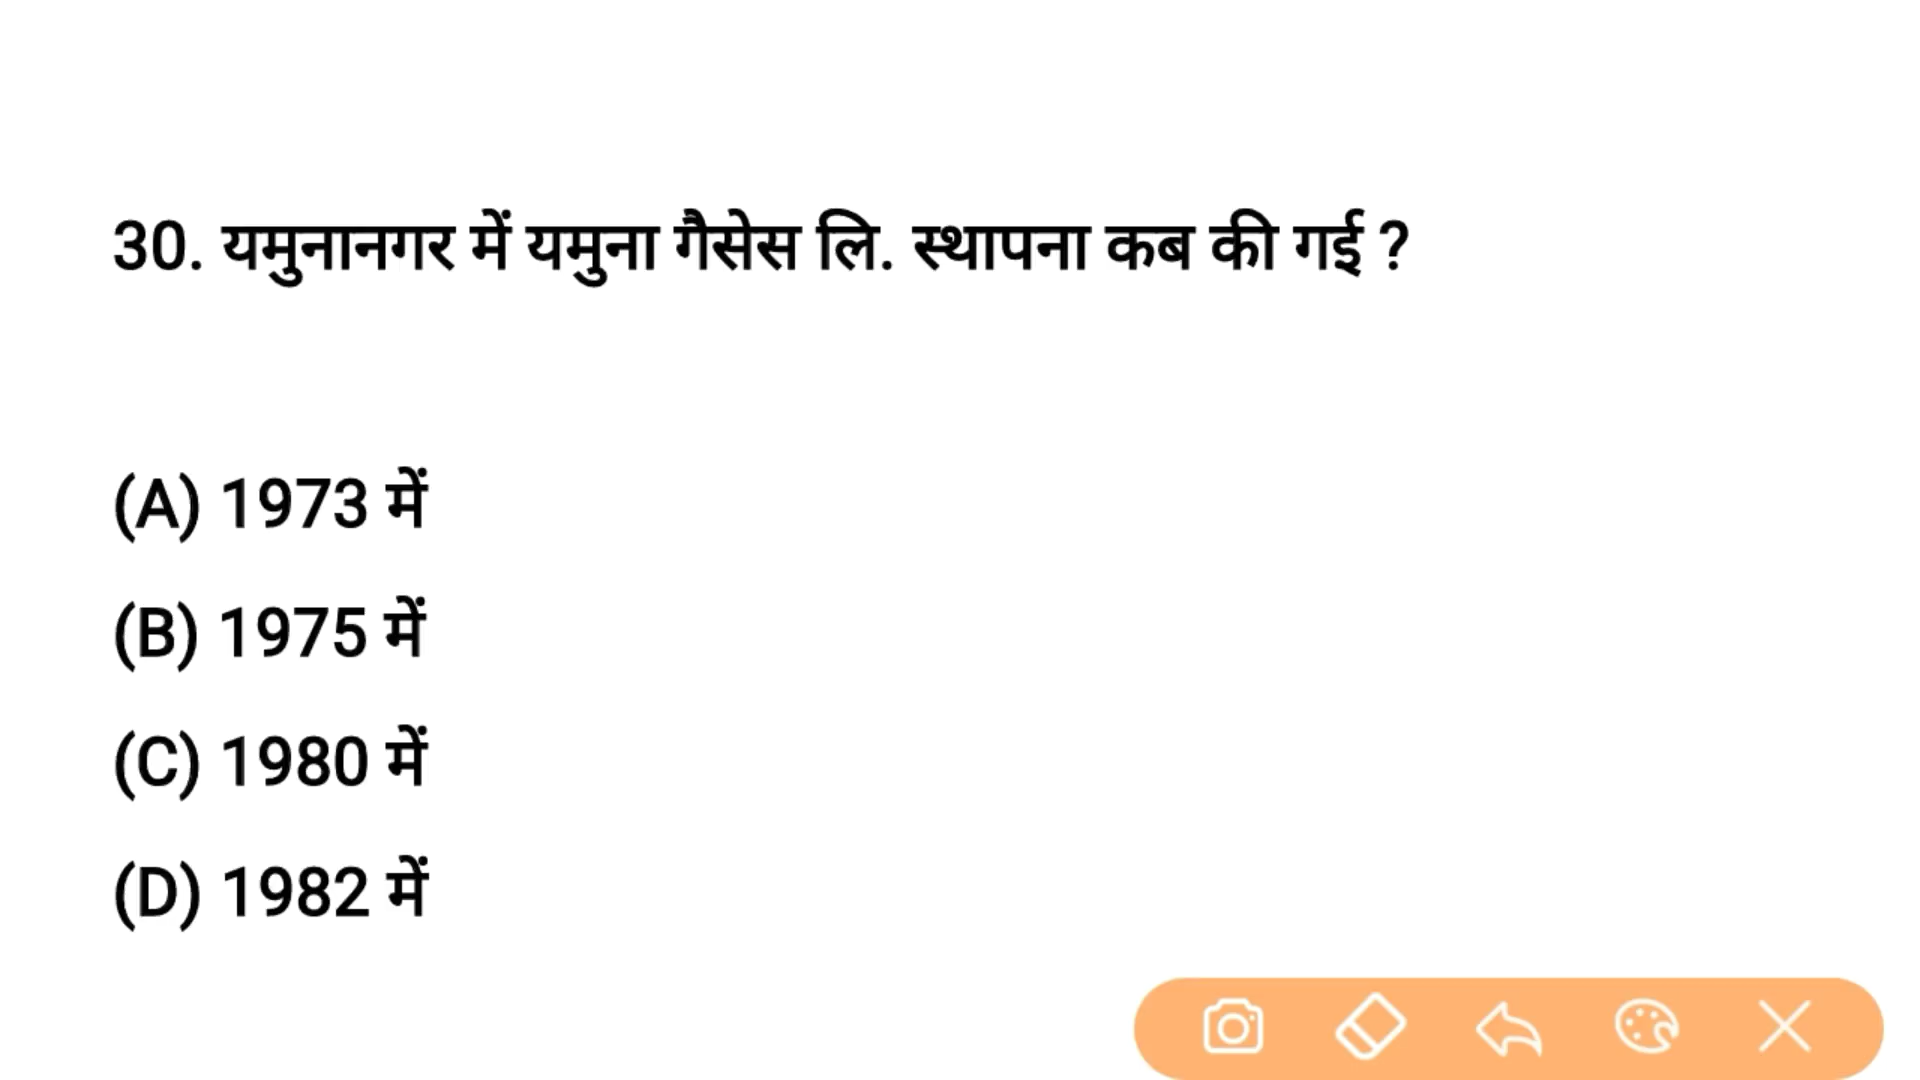 30. यमुनानगर में यमुना गैसेस लि. स्थापना कब की गई ?
(A) 1973 में
(B) 1975 में
(C) 1980 में
(D) 1982 में